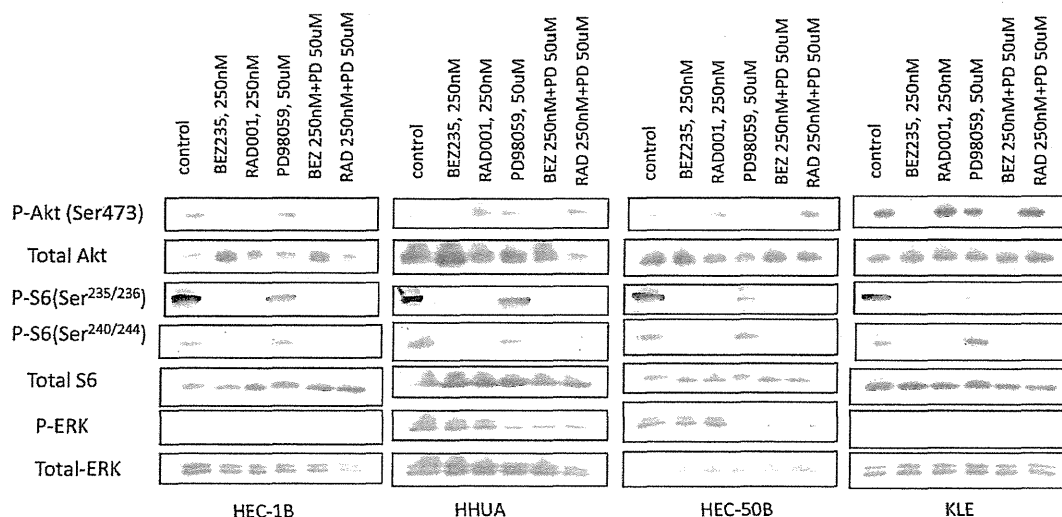 control
BEZ235, 250nM
RAD001, 250nM
PD98059, 50uM
BEZ 250nM+PD 50uM
RAD 250nM+PD 50uM
control
BEZ235, 250nM
RAD001, 250nM
PD98059, 50uM
BEZ 250nM+PD 50uM
RAD 250nM+PD 50uM
control
BEZ235, 250nM
RAD001, 250nM
PD98059, 50uM
BEZ 250nM+PD 50uM
RAD 250nM+PD 50uM
control
BEZ235, 250nM
RAD001, 250nM
PD98059, 50uM
BEZ 250nM+PD 50uM
RAD 250nM+PD 50uM
P-Akt (Ser473)
Total Akt
P-S6(Ser235/236)
P-S6(Ser240/244)
Total S6
P-ERK
Total-ERK
HEC-1B HHUA HEC-50B KLE